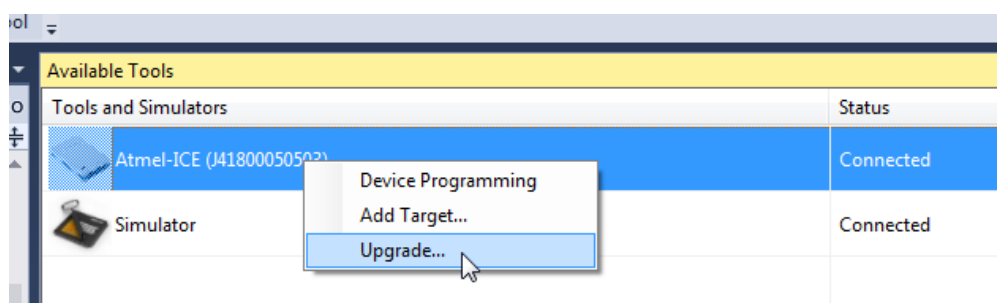 Available Tools
Tools and Simulators Status
Atmel-ICE (J41800050503) Connected
Device Programming
Add Target...
Simulator Connected
Upgrade...